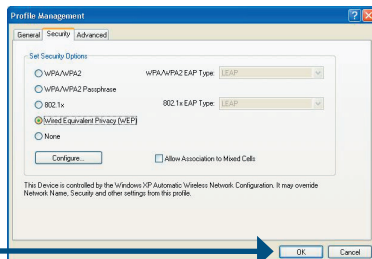 Profile Management
General Security Advanced
Set Security Options
WPA/WPA2 WPA/WPA2 EAP Type: LEAP
WPA/WPA2 Passphrase
802.1x 802.1x EAP Type: LEAP
Wired Equivalent Privacy (WEP)
None
Configure... Allow Association to Mixed Cells
This Device is controlled by the Windows XP Automatic Wireless Network Configuration. It may override
Network Name, Security and other settings from this profile.
OK Cancel